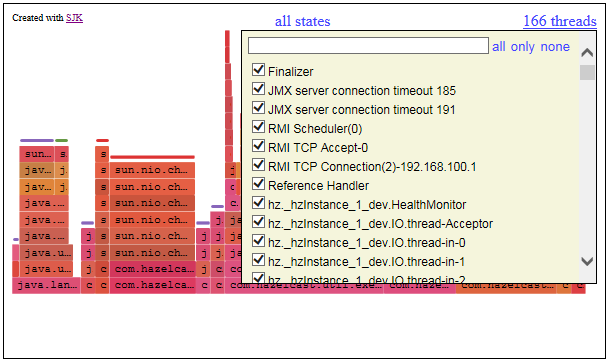 Created with SJK
all states
166 threads
all only none
Finalizer
JMX server connection timeout 185
JMX server connection timeout 191
RMI Scheduler(0)
RMI TCP Accept-0
RMI TCP Connection(2)-192.168.100.1
Reference Handler
hz._hzInstance_1_dev.HealthMonitor
hz._hzInstance_1_dev.IO.thread-Acceptor
hz._hzInstance_1_dev.IO.thread-in-0
hz._hzInstance_1_dev.IO.thread-in-1
hz._hzInstance_1_dev.IO.thread-in-2
sun... s s
jav... j s sun.nio.ch... j
jav... j s sun.nio.ch... c
java... s sun.nio.ch... j j
java... j s sun.nio.ch... j j
java... j s sun.nio.ch... j j
java.u... j c sun.nio.ch... j j
java.u... j c com.hazelca... j c
java.lan... c c com.hazelca... c c com.hazelcast.util.exe... com.haze... com.hazelcast...